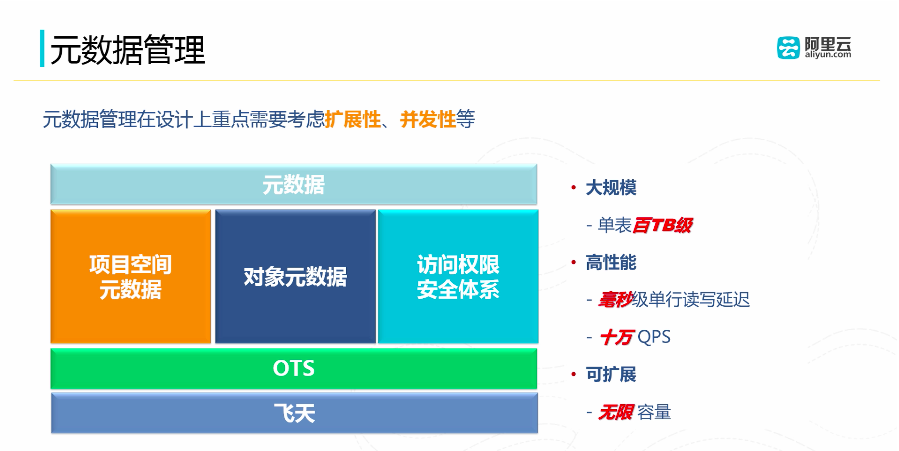 元数据管理
阿里云
aliyun.com
元数据管理在设计上重点需要考虑扩展性、并发性等
元数据
项目空间
元数据
对象元数据
访问权限
安全体系
OTS
飞天
• 大规模
- 单表百TB级
• 高性能
- 毫秒级单行读写延迟
- 十万 QPS
• 可扩展
- 无限 容量